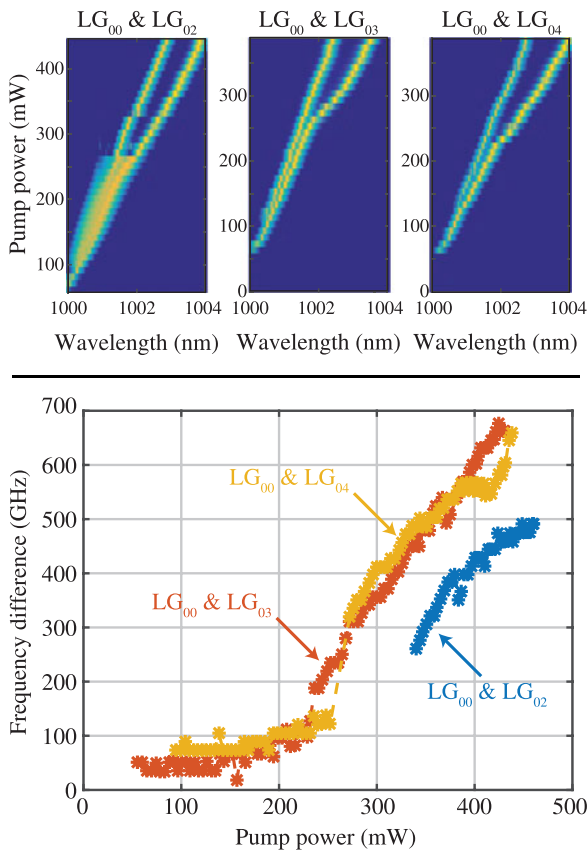 LG₀₀ & LG₀₂ LG₀₀ & LG₀₃ LG₀₀ & LG₀₄
Pump power (mW)
400
300
200
100
300
200
100
0
300
200
100
0
1000 1002 1004 1000 1002 1004 1000 1002 1004
Wavelength (nm) Wavelength (nm) Wavelength (nm)
Frequency difference (GHz)
700
600
500
400
300
200
100
0
LG₀₀ & LG₀₄
LG₀₀ & LG₀₃
LG₀₀ & LG₀₂
0 100 200 300 400 500
Pump power (mW)